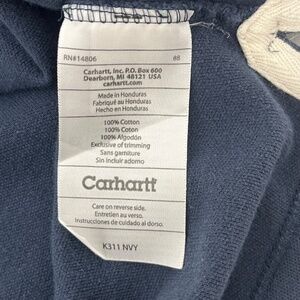 RN#14806 88
Carhartt, Inc. P.O. Box 600
Dearborn, MI 48121 USA
carhartt.com
Made in Honduras
Fabriqué au Honduras
Hecho en Honduras
100% Cotton
100% Coton
100% Algodón
Exclusive of trimming
Sans garniture
Sin incluir adorno
Carhartt
Care on reverse side.
Entretien au verso.
Instrucciones de cuidado al dorso.
K311 NVY